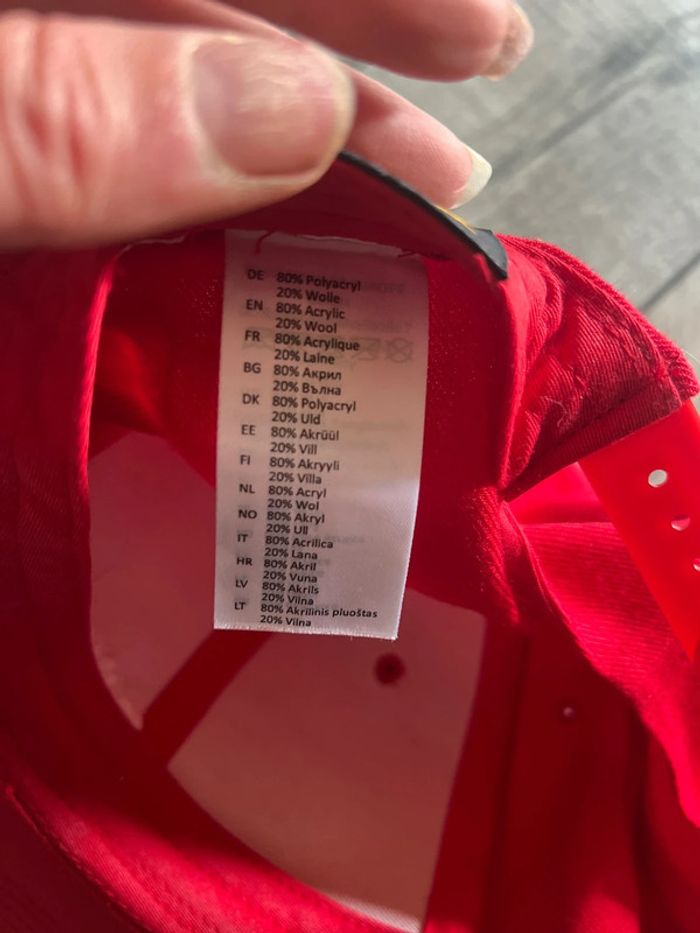 DE 80% Polyacryl
20% Wolle
EN 80% Acrylic
20% Wool
FR 80% Acrylique
20% Laine
BG 80% Акрил
20% Вълна
DK 80% Polyacryl
20% Uld
EE 80% Akrüül
20% Vill
FI 80% Akryyli
20% Villa
NL 80% Acryl
20% Wol
NO 80% Akryl
20% Ull
IT 80% Acrilica
20% Lana
HR 80% Akril
20% Vuna
LV 80% Akrils
20% Vilna
LT 80% Akrilinis pluoštas
20% Vilna